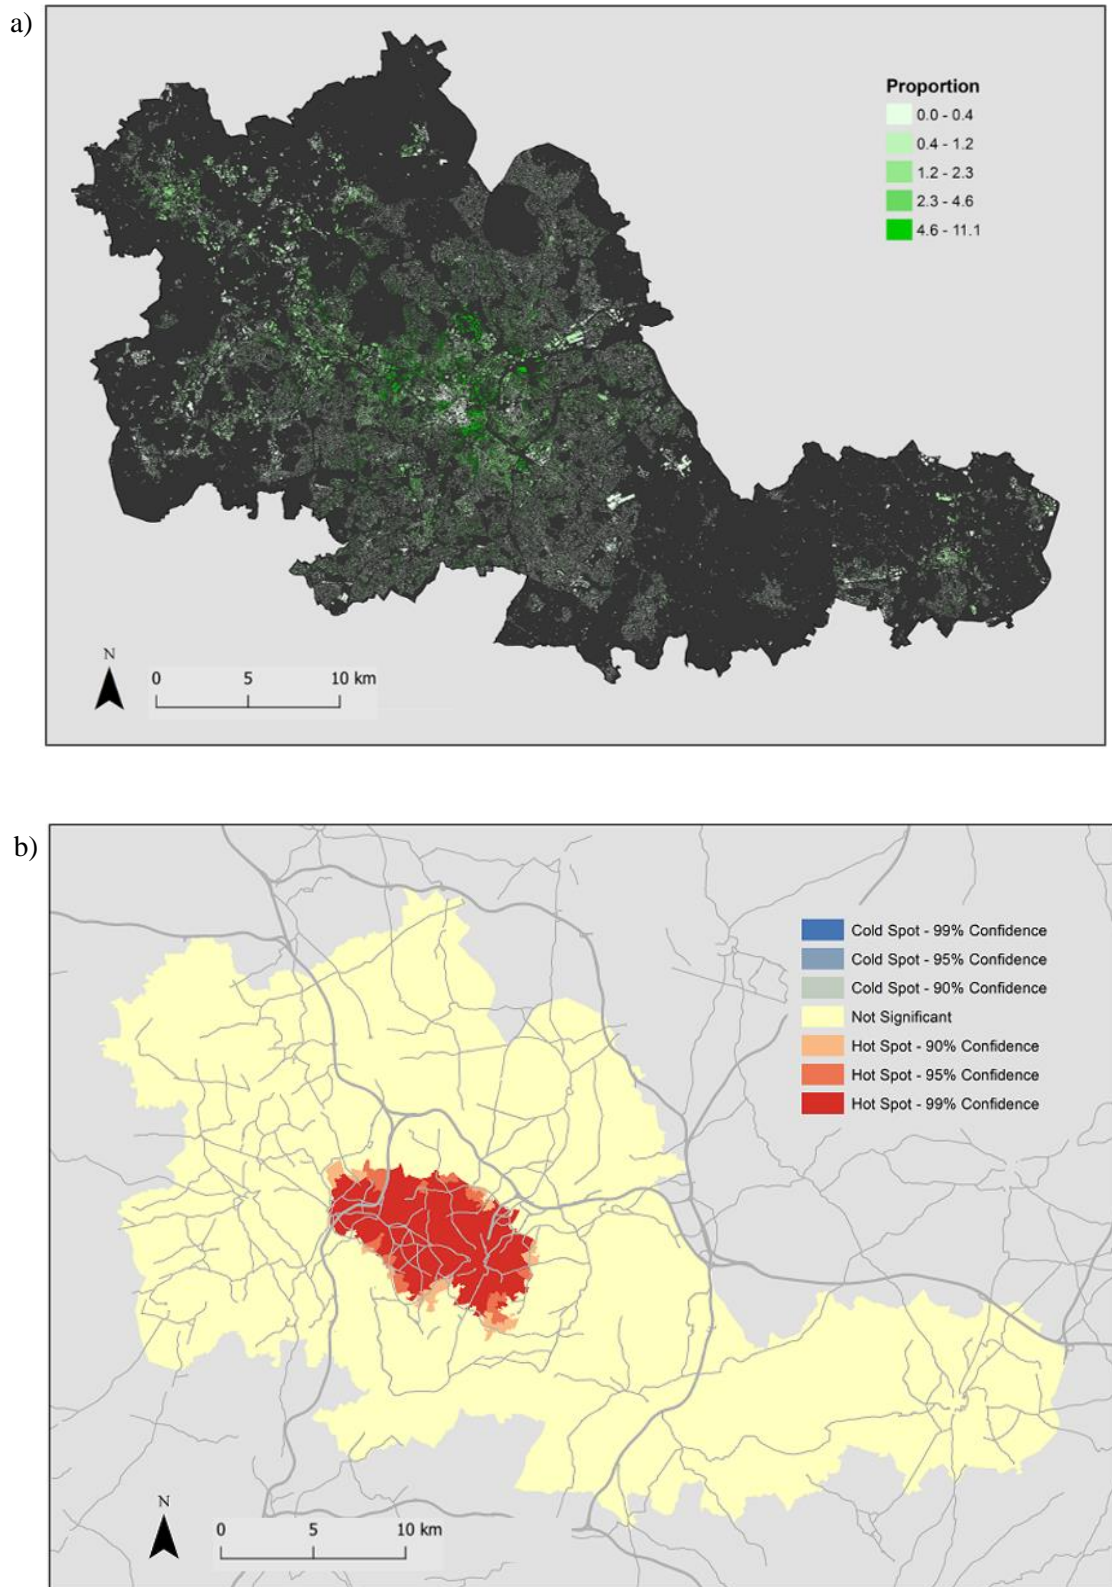 a)
Proportion
0.0 - 0.4
0.4 - 1.2
1.2 - 2.3
2.3 - 4.6
4.6 - 11.1
N
0 5 10 km
b)
Cold Spot - 99% Confidence
Cold Spot - 95% Confidence
Cold Spot - 90% Confidence
Not Significant
Hot Spot - 90% Confidence
Hot Spot - 95% Confidence
Hot Spot - 99% Confidence
N
0 5 10 km